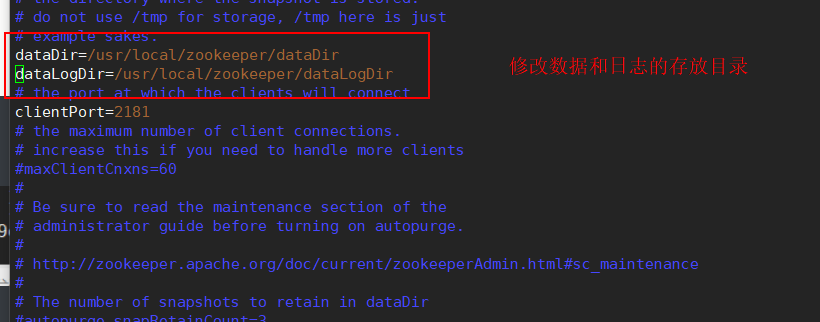 # the directory where the snapshot is stored.
# do not use /tmp for storage, /tmp here is just
# example sakes.
dataDir=/usr/local/zookeeper/dataDir
dataLogDir=/usr/local/zookeeper/dataLogDir
修改数据和日志的存放目录
# the port at which the clients will connect
clientPort=2181
# the maximum number of client connections.
# increase this if you need to handle more clients
#maxClientCnxns=60
#
# Be sure to read the maintenance section of the
# administrator guide before turning on autopurge.
#
# http://zookeeper.apache.org/doc/current/zookeeperAdmin.html#sc_maintenance
#
# The number of snapshots to retain in dataDir
#autopurge.snapRetainCount=3